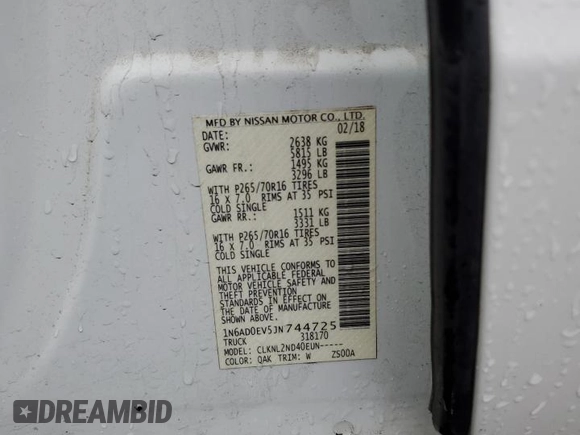 MFD BY NISSAN MOTOR CO., LTD.
DATE: 02/18
GVWR: 2638 KG
5815 LB
GAWR FR.: 1495 KG
3296 LB
WITH P265/70R16 TIRES
16 X 7.0 RIMS AT 35 PSI
COLD SINGLE
GAWR RR.: 1511 KG
3331 LB
WITH P265/70R16 TIRES
16 X 7.0 RIMS AT 35 PSI
COLD SINGLE
THIS VEHICLE CONFORMS TO
ALL APPLICABLE FEDERAL
MOTOR VEHICLE SAFETY AND
THEFT PREVENTION
STANDARDS IN EFFECT ON
THE DATE OF MANUFACTURE
SHOWN ABOVE.
1N6AD0EV5JN744725
TRUCK 318170
MODEL: CLKNL2ND40EUN-----
COLOR: QAK TRIM: W ZS00A
DREAMBID